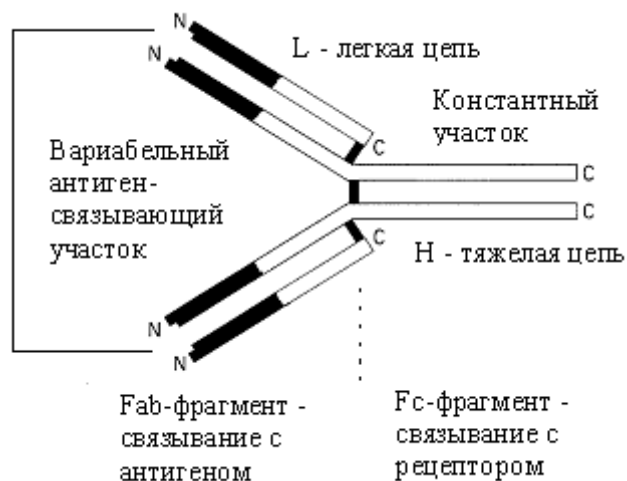 N
N
L - легкая цепь
Константный
участок
C
C
Вариабельный
антиген-
связывающий
участок
C
C
H - тяжелая цепь
N
N
Fab-фрагмент -
связывание с
антигеном
Fc-фрагмент -
связывание с
рецептором